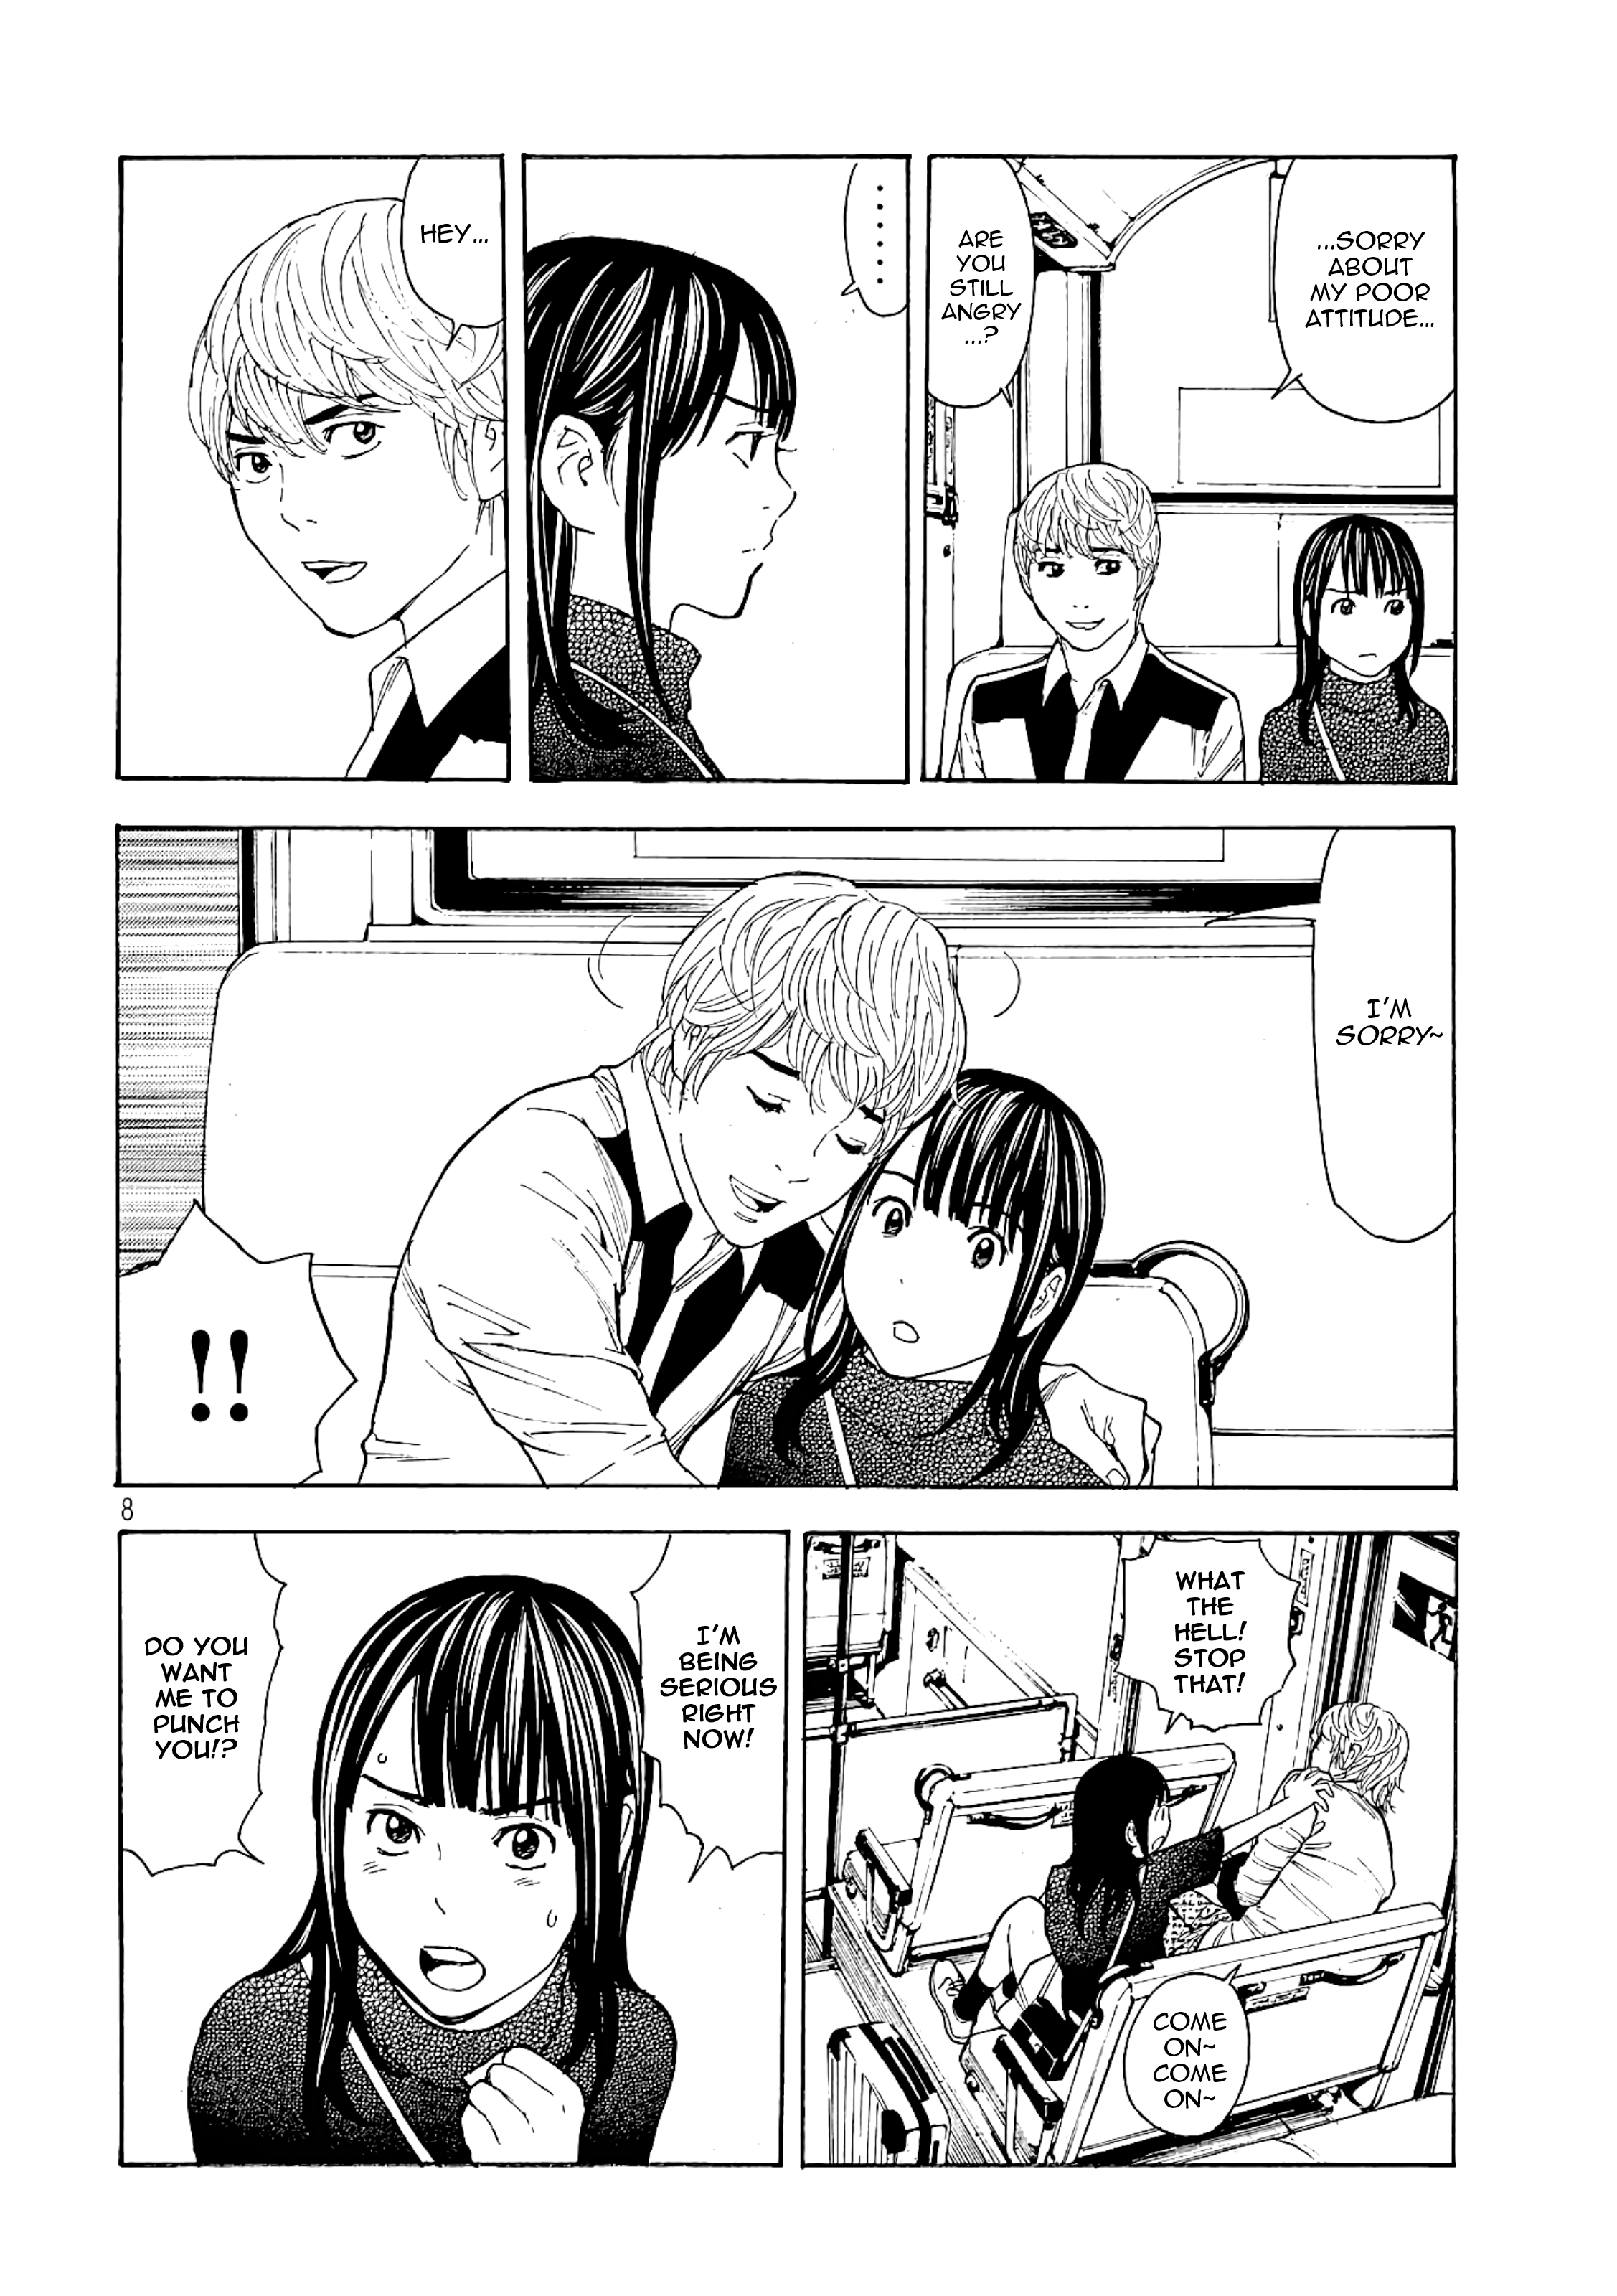 ...SORRY
ABOUT
MY POOR
ATTITUDE...
ARE
YOU
STILL
ANGRY
...?
......
HEY...
I'M
SORRY~
!!
8
WHAT
THE
HELL!
STOP
THAT!
COME
ON~
COME
ON~
I'M
BEING
SERIOUS
RIGHT
NOW!
DO YOU
WANT
ME TO
PUNCH
YOU!?